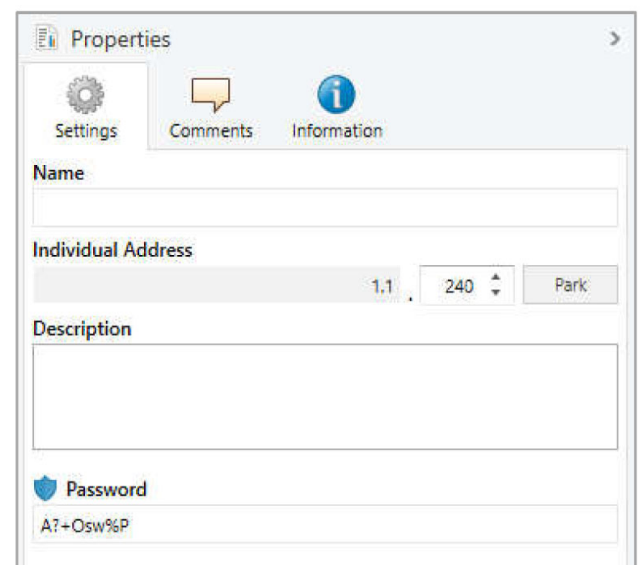 Properties
Settings Comments Information
Name
Individual Address
1.1 . 240 Park
Description
Password
A?+Osw%P